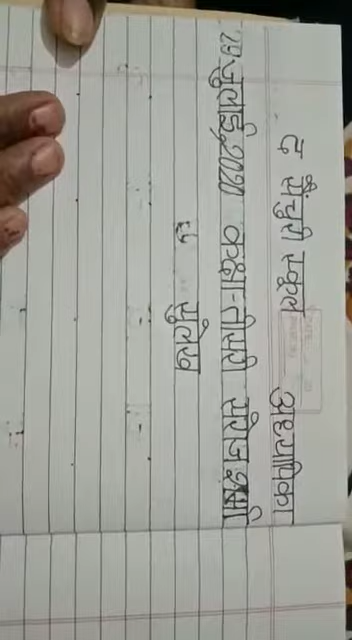 द सेंचुरी स्कूल अध्यापिका
29 जुलाई, 2020 कक्षा-तीसरी सरोज शर्मा
सुलेख